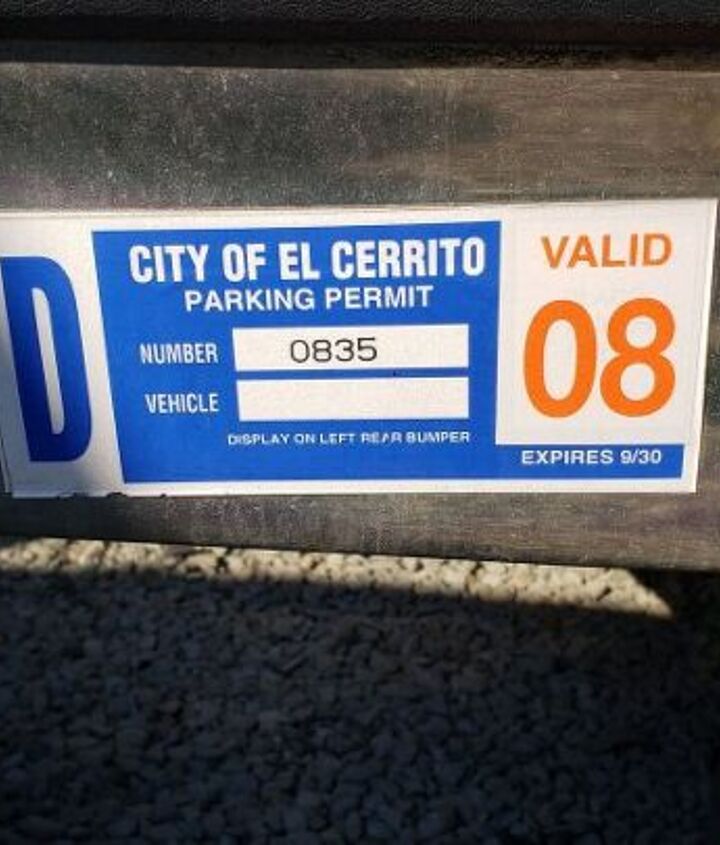 D
CITY OF EL CERRITO
PARKING PERMIT
NUMBER 0835
VEHICLE
DISPLAY ON LEFT REAR BUMPER
VALID
08
EXPIRES 9/30